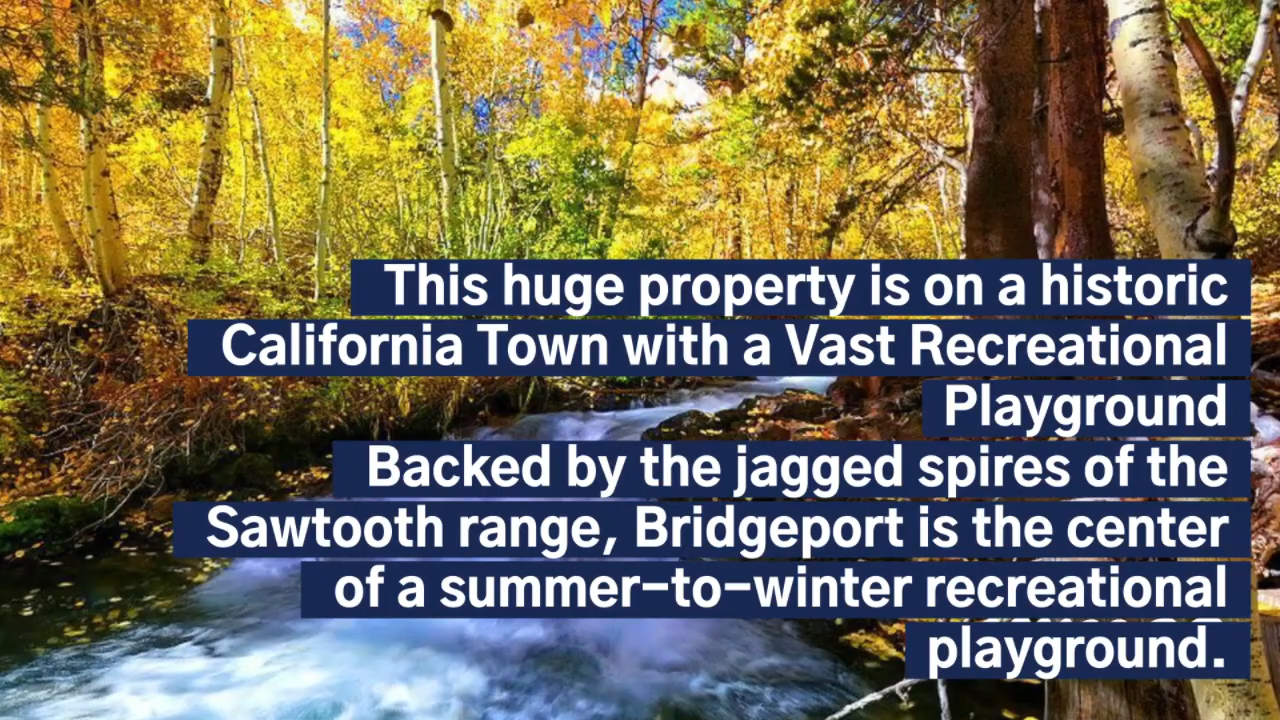 This huge property is on a historic
California Town with a Vast Recreational
Playground
Backed by the jagged spires of the
Sawtooth range, Bridgeport is the center
of a summer-to-winter recreational
playground.